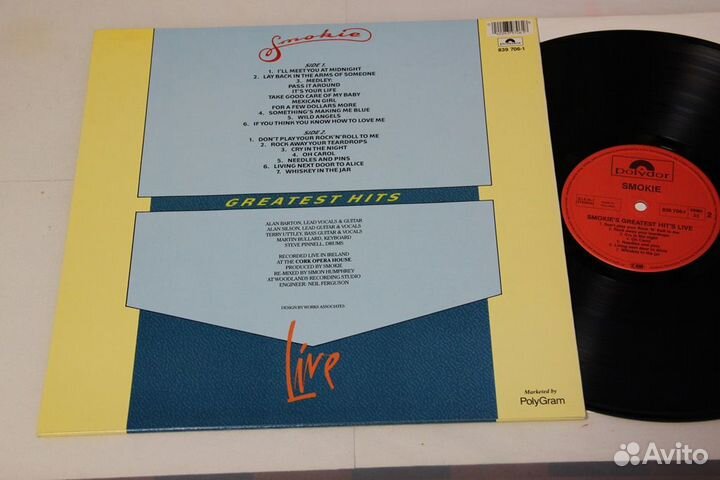 Smokie
839 706-1
SIDE 1.
1. I'LL MEET YOU AT MIDNIGHT
2. LAY BACK IN THE ARMS OF SOMEONE
3. MEDLEY:
PASS IT AROUND
IT'S YOUR LIFE
TAKE GOOD CARE OF MY BABY
MEXICAN GIRL
FOR A FEW DOLLARS MORE
4. SOMETHING'S MAKING ME BLUE
5. WILD ANGELS
6. IF YOU THINK YOU KNOW HOW TO LOVE ME
SIDE 2.
1. DON'T PLAY YOUR ROCK'N'ROLL TO ME
2. ROCK AWAY YOUR TEARDROPS
3. CRY IN THE NIGHT
4. OH CAROL
5. NEEDLES AND PINS
6. LIVING NEXT DOOR TO ALICE
7. WHISKEY IN THE JAR
GREATEST HITS
ALAN BARTON, LEAD VOCALS & GUITAR
ALAN SILSON, LEAD GUITAR & VOCALS
TERRY UTTLEY, BASS GUITAR & VOCALS
MARTIN BULLARD, KEYBOARD
STEVE PINNELL, DRUMS
RECORDED LIVE IN IRELAND
AT THE CORK OPERA HOUSE
PRODUCED BY SMOKIE
RE-MIXED BY SIMON HUMPHREY
AT WOODLANDS RECORDING STUDIO
ENGINEER: NEIL FERGUSON
DESIGN BY WORKS ASSOCIATES
Live
Marketed by
PolyGram
polydor
SMOKIE
839 706-1
2
SMOKIE'S GREATEST HIT'S LIVE
Avito